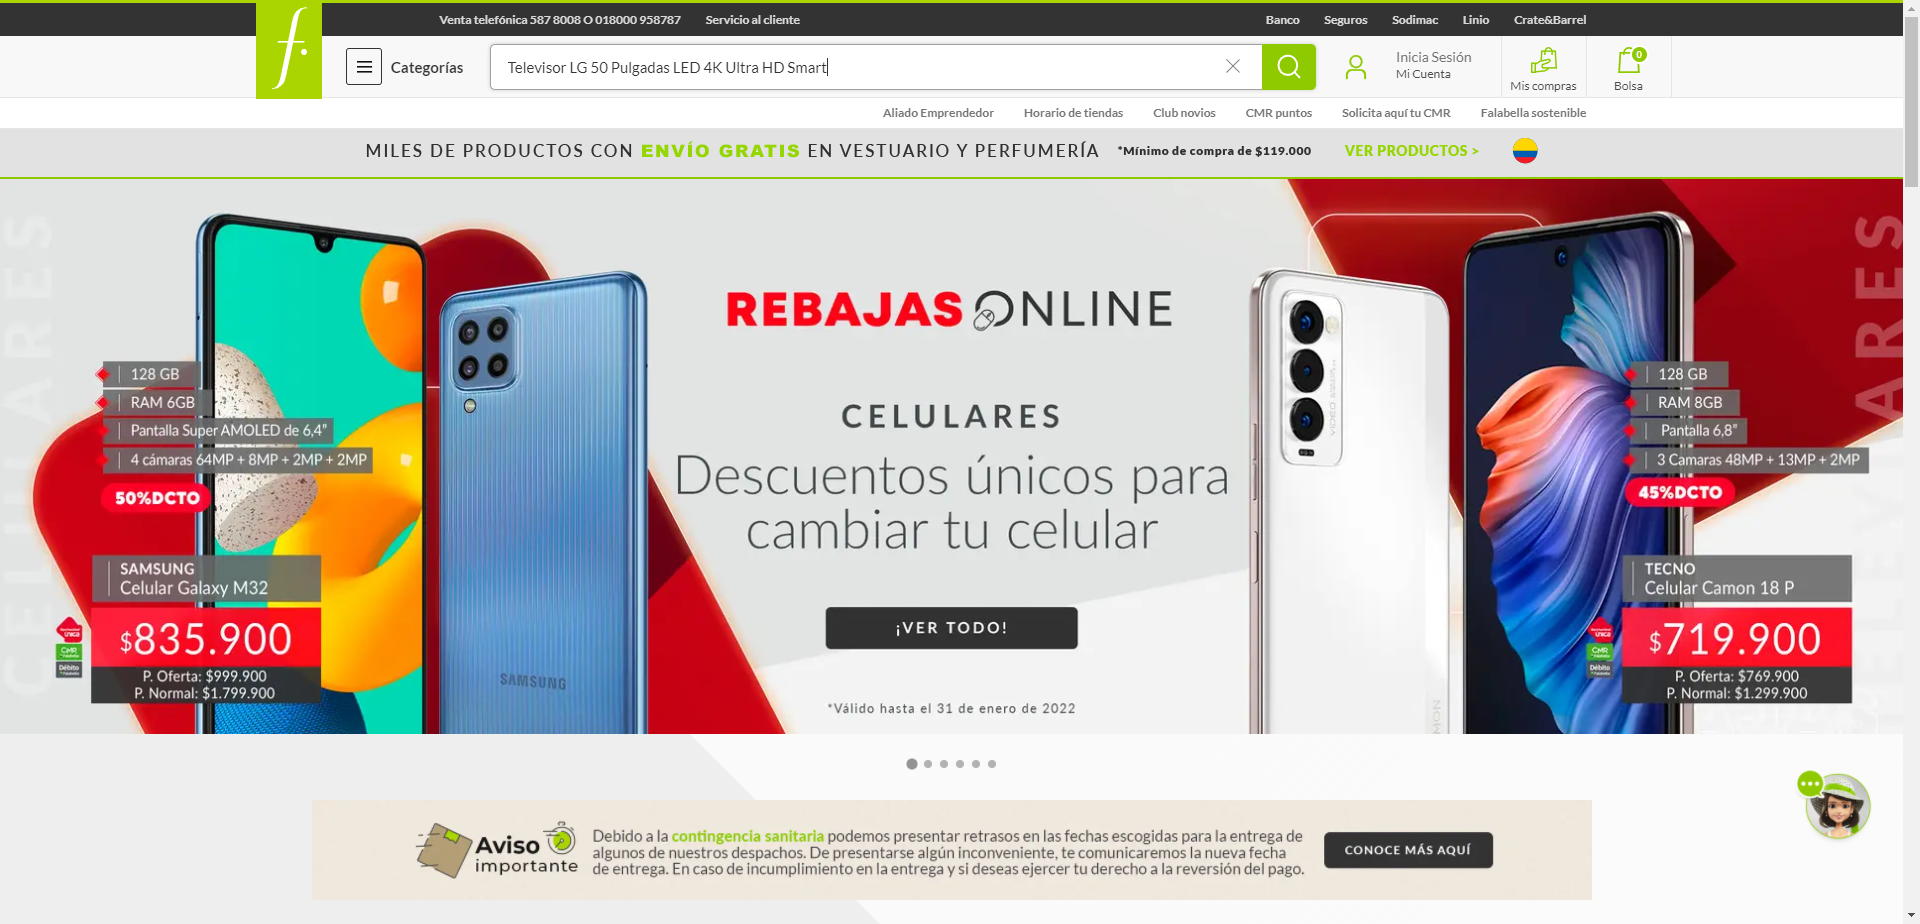 Venta telefónica 587 8008 O 018000 958787 Servicio al cliente Banco Seguros Sodimac Linio Crate&Barrel
f.
Categorías
Televisor LG 50 Pulgadas LED 4K Ultra HD Smart
Inicia Sesión
Mi Cuenta
Mis compras
0
Bolsa
Aliado Emprendedor Horario de tiendas Club novios CMR puntos Solicita aquí tu CMR Falabella sostenible
MILES DE PRODUCTOS CON ENVÍO GRATIS EN VESTUARIO Y PERFUMERÍA *Mínimo de compra de $119.000 VER PRODUCTOS >
CELULARES
128 GB
RAM 6GB
Pantalla Super AMOLED de 6,4”
4 cámaras 64MP + 8MP + 2MP + 2MP
50%DCTO
SAMSUNG
Celular Galaxy M32
$835.900
P. Oferta: $999.900
P. Normal: $1.799.900
única
CMR
Débito
SAMSUNG
REBAJAS ONLINE
CELULARES
Descuentos únicos para
cambiar tu celular
¡VER TODO!
*Válido hasta el 31 de enero de 2022
128 GB
RAM 8GB
Pantalla 6,8”
3 Camaras 48MP + 13MP + 2MP
45%DCTO
TECNO
Celular Camon 18 P
$719.900
P. Oferta: $769.900
P. Normal: $1.299.900
única
CMR
Débito
Aviso
importante
Debido a la contingencia sanitaria podemos presentar retrasos en las fechas escogidas para la entrega de
algunos de nuestros despachos. De presentarse algún inconveniente, te comunicaremos la nueva fecha
de entrega. En caso de incumplimiento en la entrega y si deseas ejercer tu derecho a la reversión del pago.
CONOCE MÁS AQUÍ